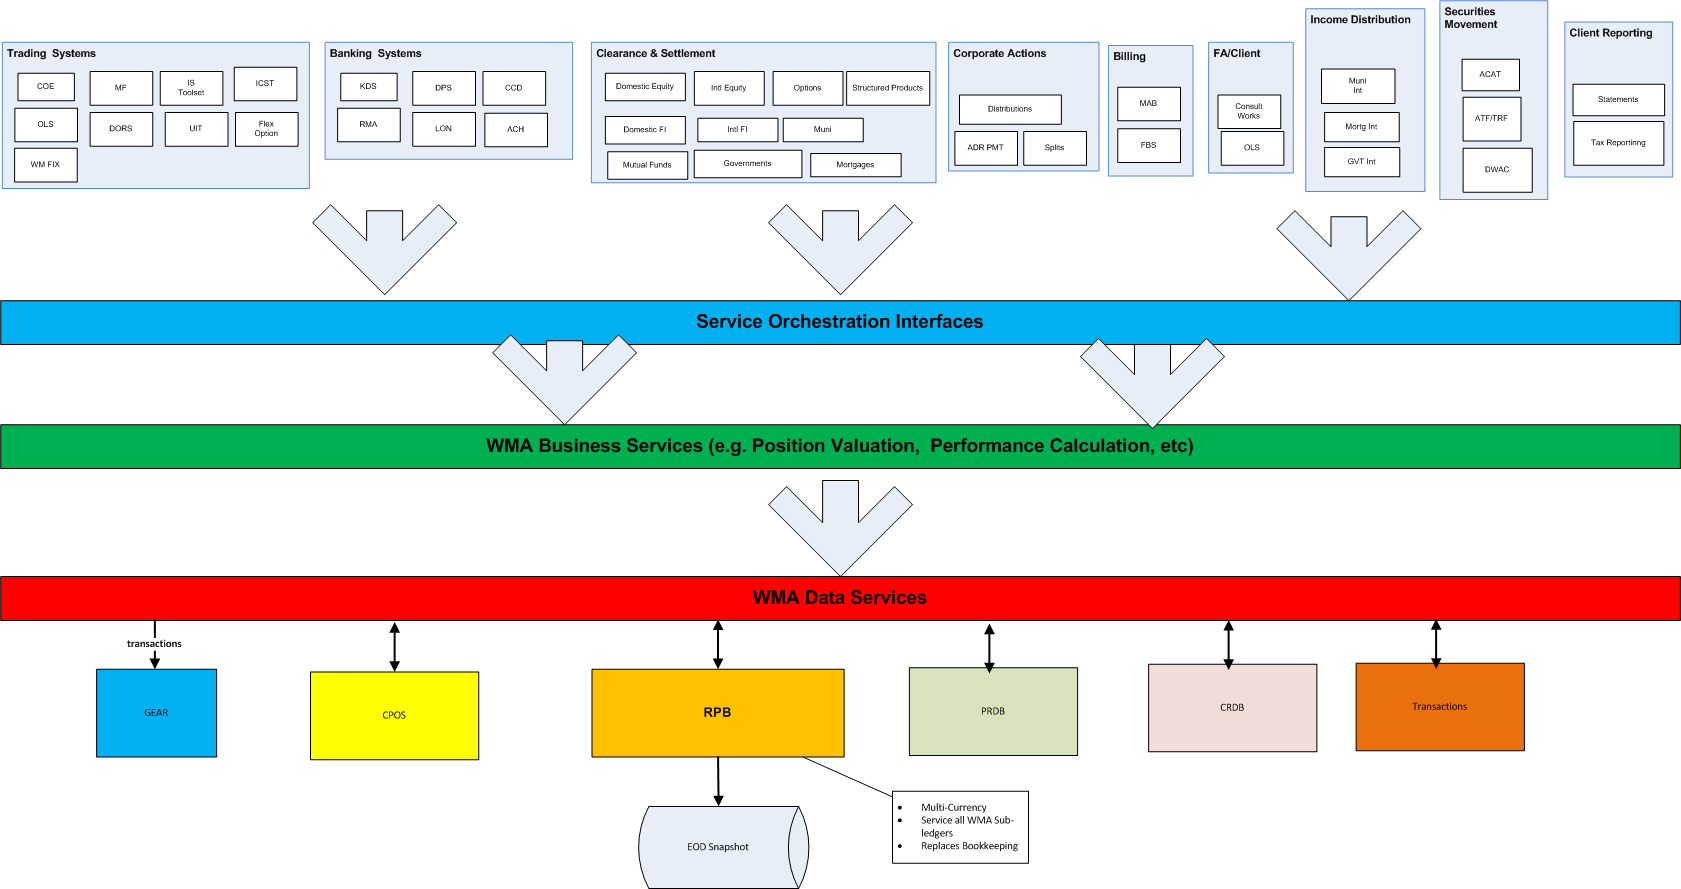 Trading Systems
COE
MF
IS
Toolset
ICST
OLS
DORS
UIT
Flex
Option
WM FIX
Banking Systems
KDS
DPS
CCD
RMA
LON
ACH
Clearance & Settlement
Domestic Equity
Intl Equity
Options
Structured Products
Domestic FI
Intl FI
Muni
Mutual Funds
Governments
Mortgages
Corporate Actions
Distributions
ADR PMT
Splits
Billing
MAB
FBS
FA/Client
Consult
Works
OLS
Income Distribution
Muni
Int
Mortg Int
GVT Int
Securities
Movement
ACAT
ATF/TRF
DWAC
Client Reporting
Statements
Tax Reportinng
Service Orchestration Interfaces
WMA Business Services (e.g. Position Valuation, Performance Calculation, etc)
WMA Data Services
transactions
GEAR
CPOS
RPB
PRDB
CRDB
Transactions
EOD Snapshot
• Multi-Currency
• Service all WMA Sub-
ledgers
• Replaces Bookkeeping